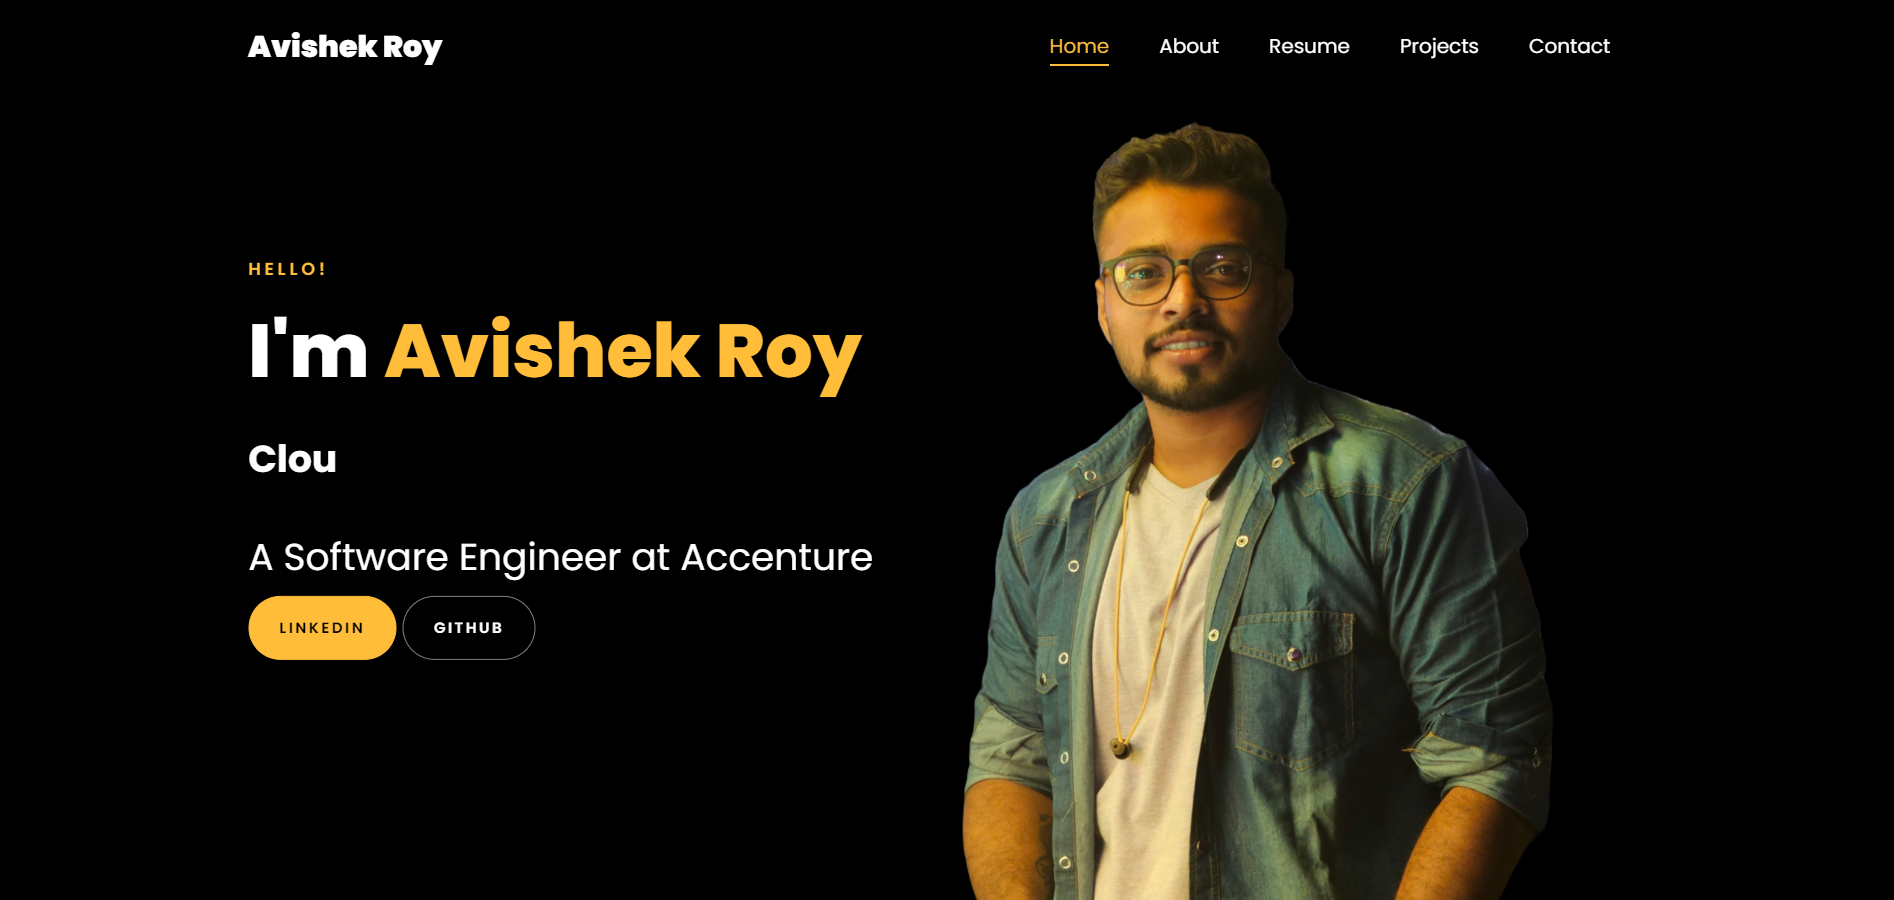 Avishek Roy
Home About Resume Projects Contact
HELLO!
I'm Avishek Roy
Clou
A Software Engineer at Accenture
LINKEDIN GITHUB